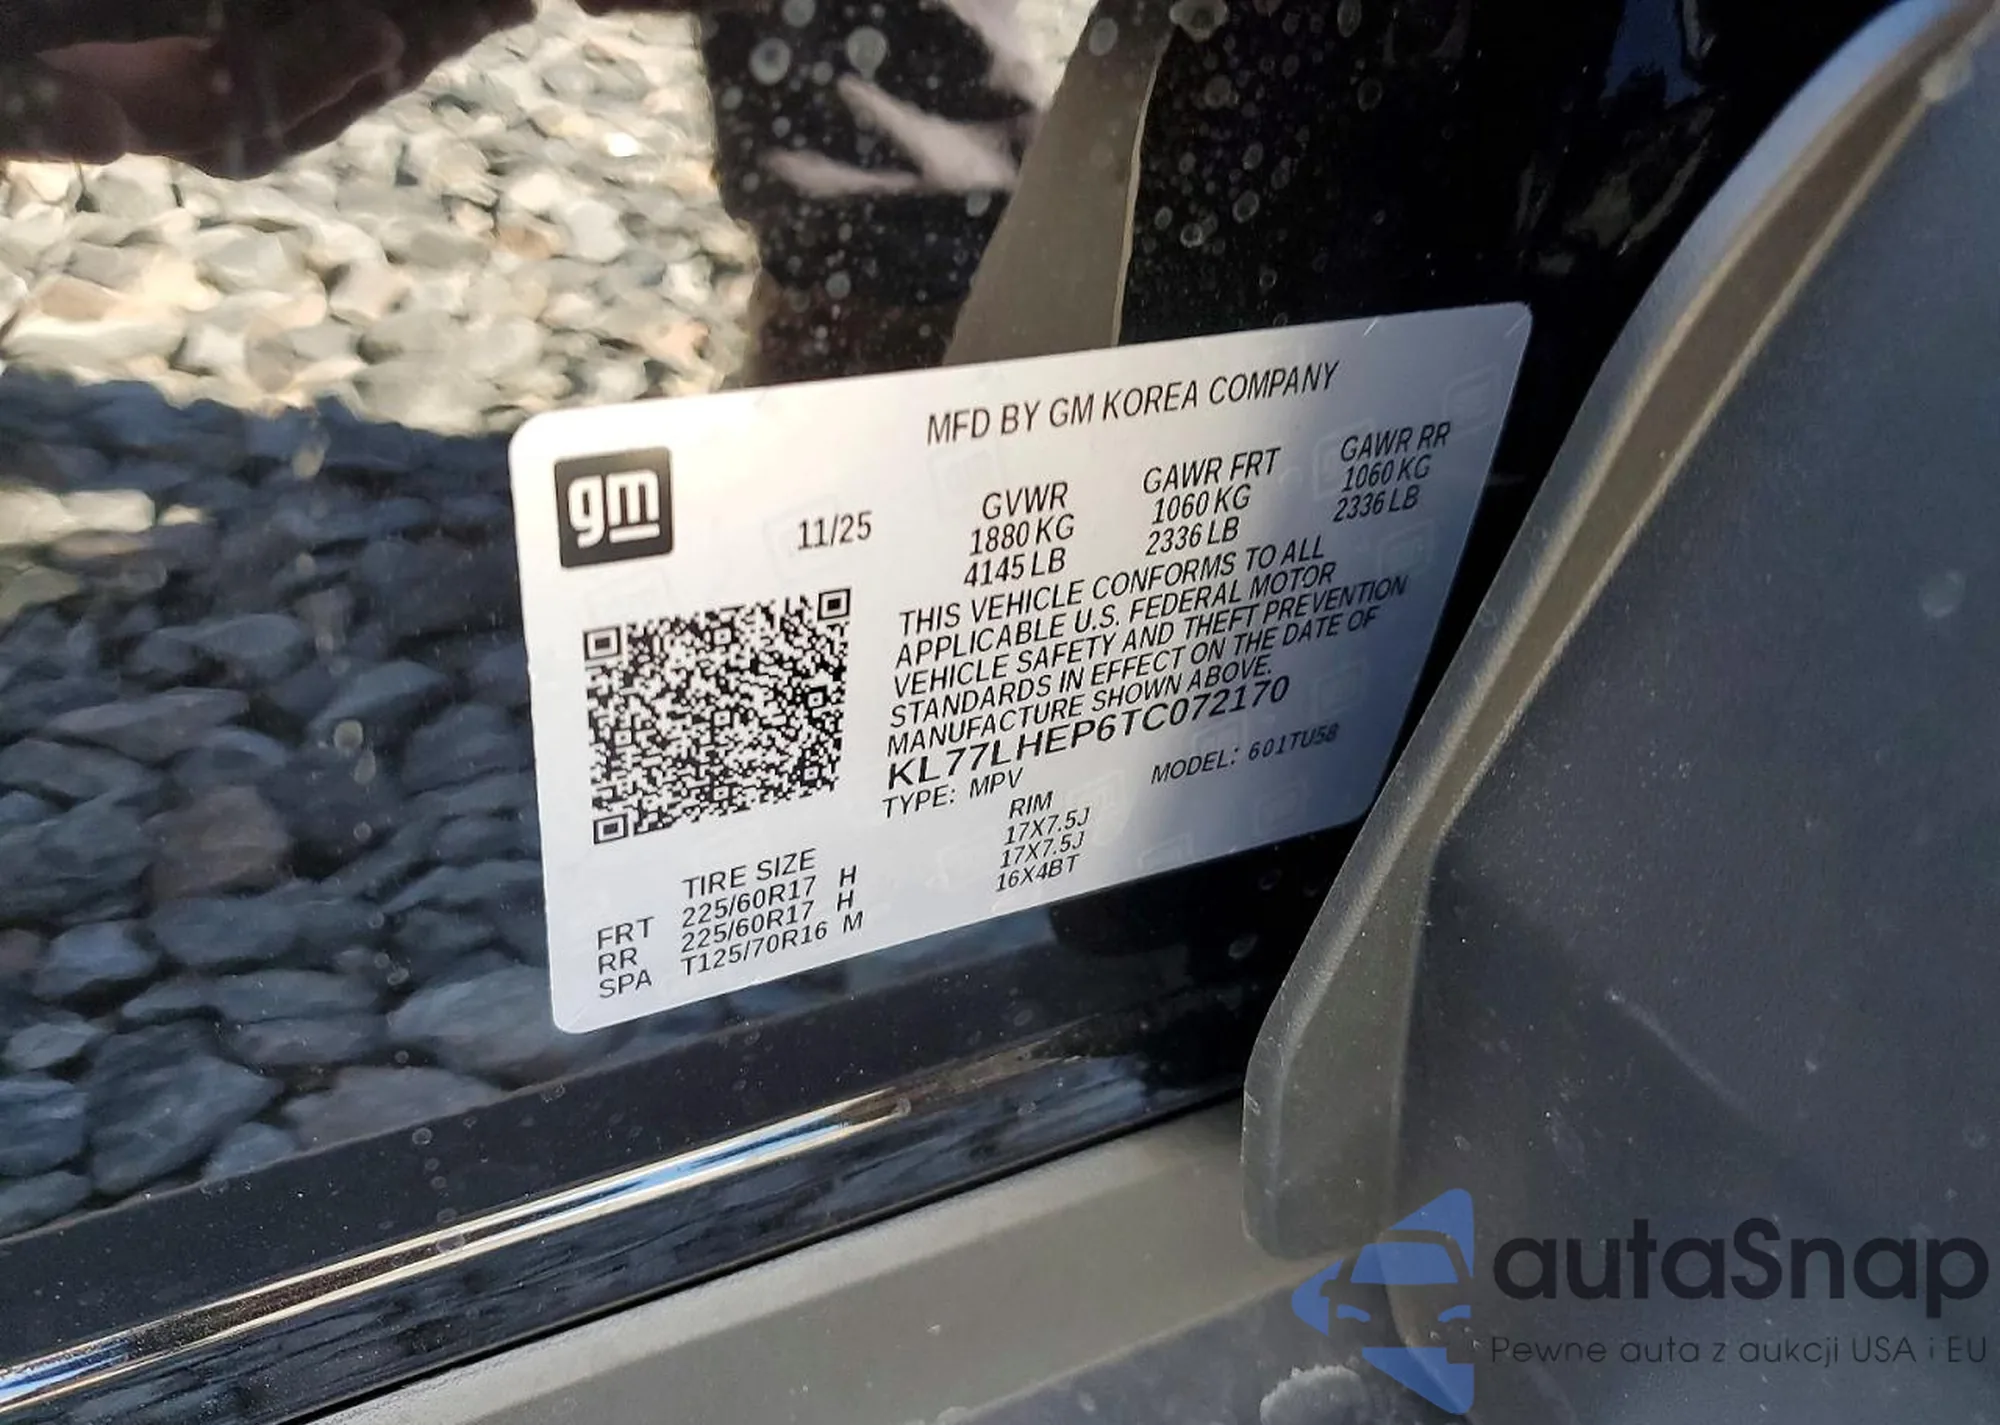 MFD BY GM KOREA COMPANY
gm
11/25
GVWR
1880 KG
4145 LB
GAWR FRT
1060 KG
2336 LB
GAWR RR
1060 KG
2336 LB
THIS VEHICLE CONFORMS TO ALL
APPLICABLE U.S. FEDERAL MOTOR
VEHICLE SAFETY AND THEFT PREVENTION
STANDARDS IN EFFECT ON THE DATE OF
MANUFACTURE SHOWN ABOVE.
KL77LHEP6TC072170
TYPE: MPV MODEL: 601TU58
TIRE SIZE RIM
FRT 225/60R17 H 17X7.5J
RR 225/60R17 H 17X7.5J
SPA T125/70R16 M 16X4BT
autaSnap
Pewne auta z aukcji USA i EU